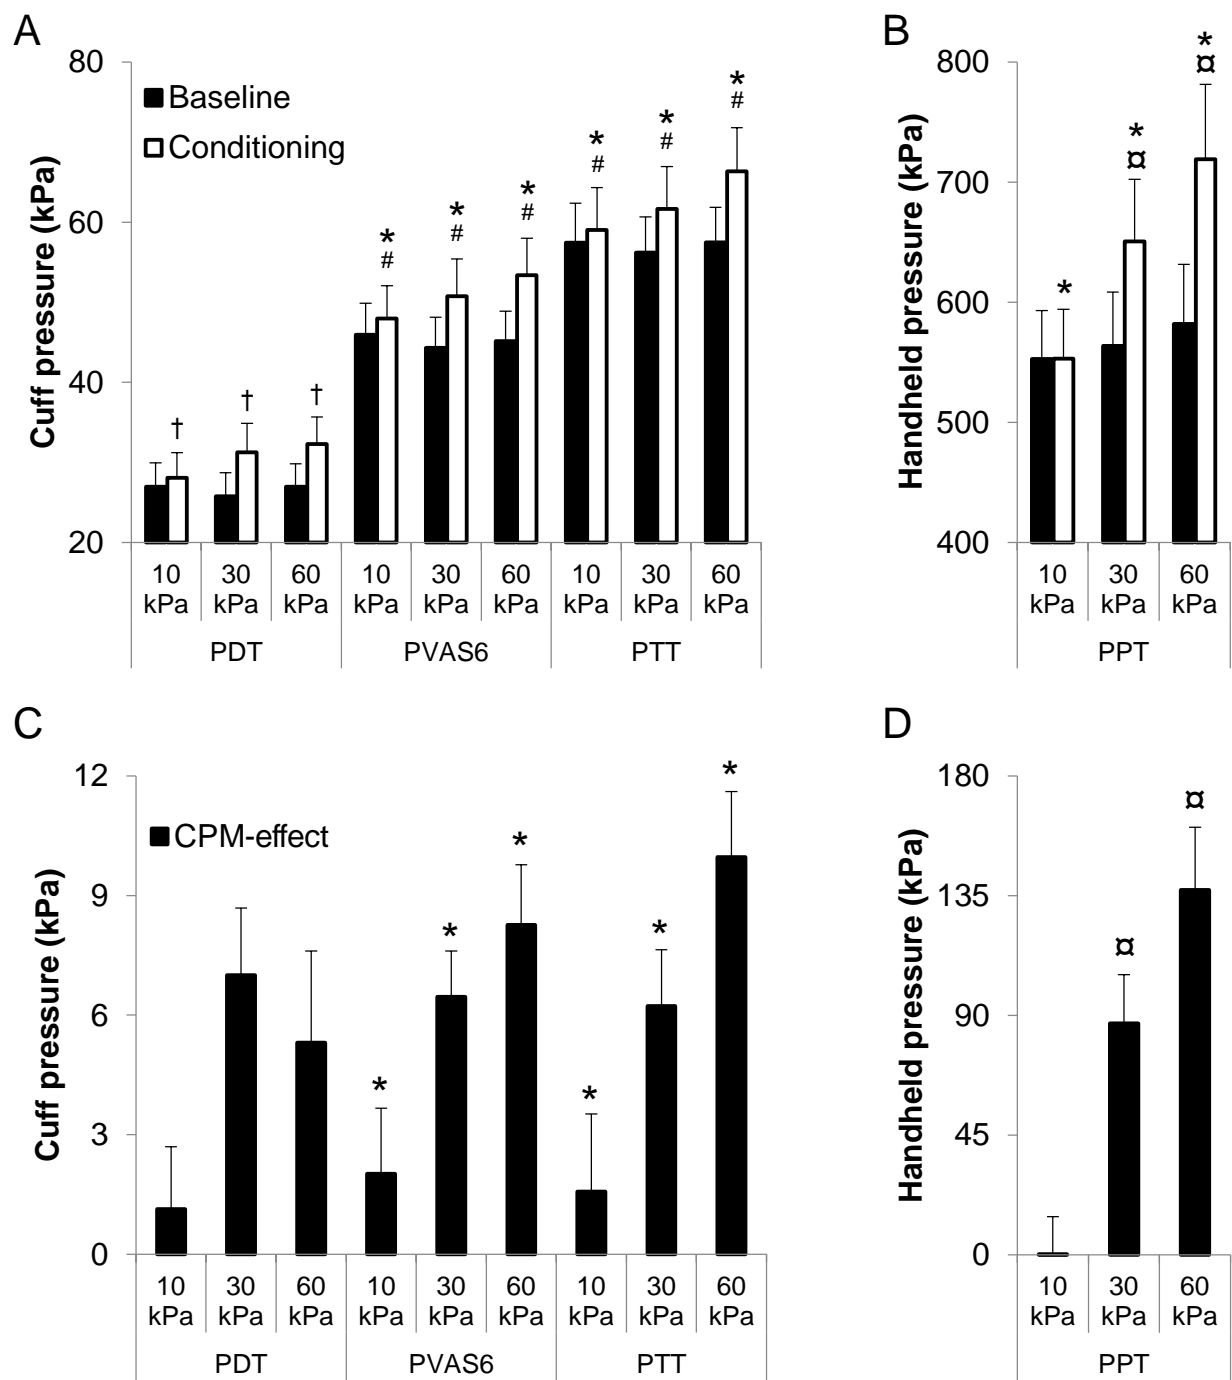 A
B
Cuff pressure (kPa)
80
60
40
20
Baseline
Conditioning
† † † * # * # * # * # * # * #
10 30 60 10 30 60 10 30 60
kPa kPa kPa kPa kPa kPa kPa kPa kPa
PDT PVAS6 PTT
Handheld pressure (kPa)
800
700
600
500
400
* * ¤ * ¤
10 30 60
kPa kPa kPa
PPT
C
D
Cuff pressure (kPa)
12
9
6
3
0
CPM-effect
* * * * * *
10 30 60 10 30 60 10 30 60
kPa kPa kPa kPa kPa kPa kPa kPa kPa
PDT PVAS6 PTT
Handheld pressure (kPa)
180
135
90
45
0
¤ ¤
10 30 60
kPa kPa kPa
PPT